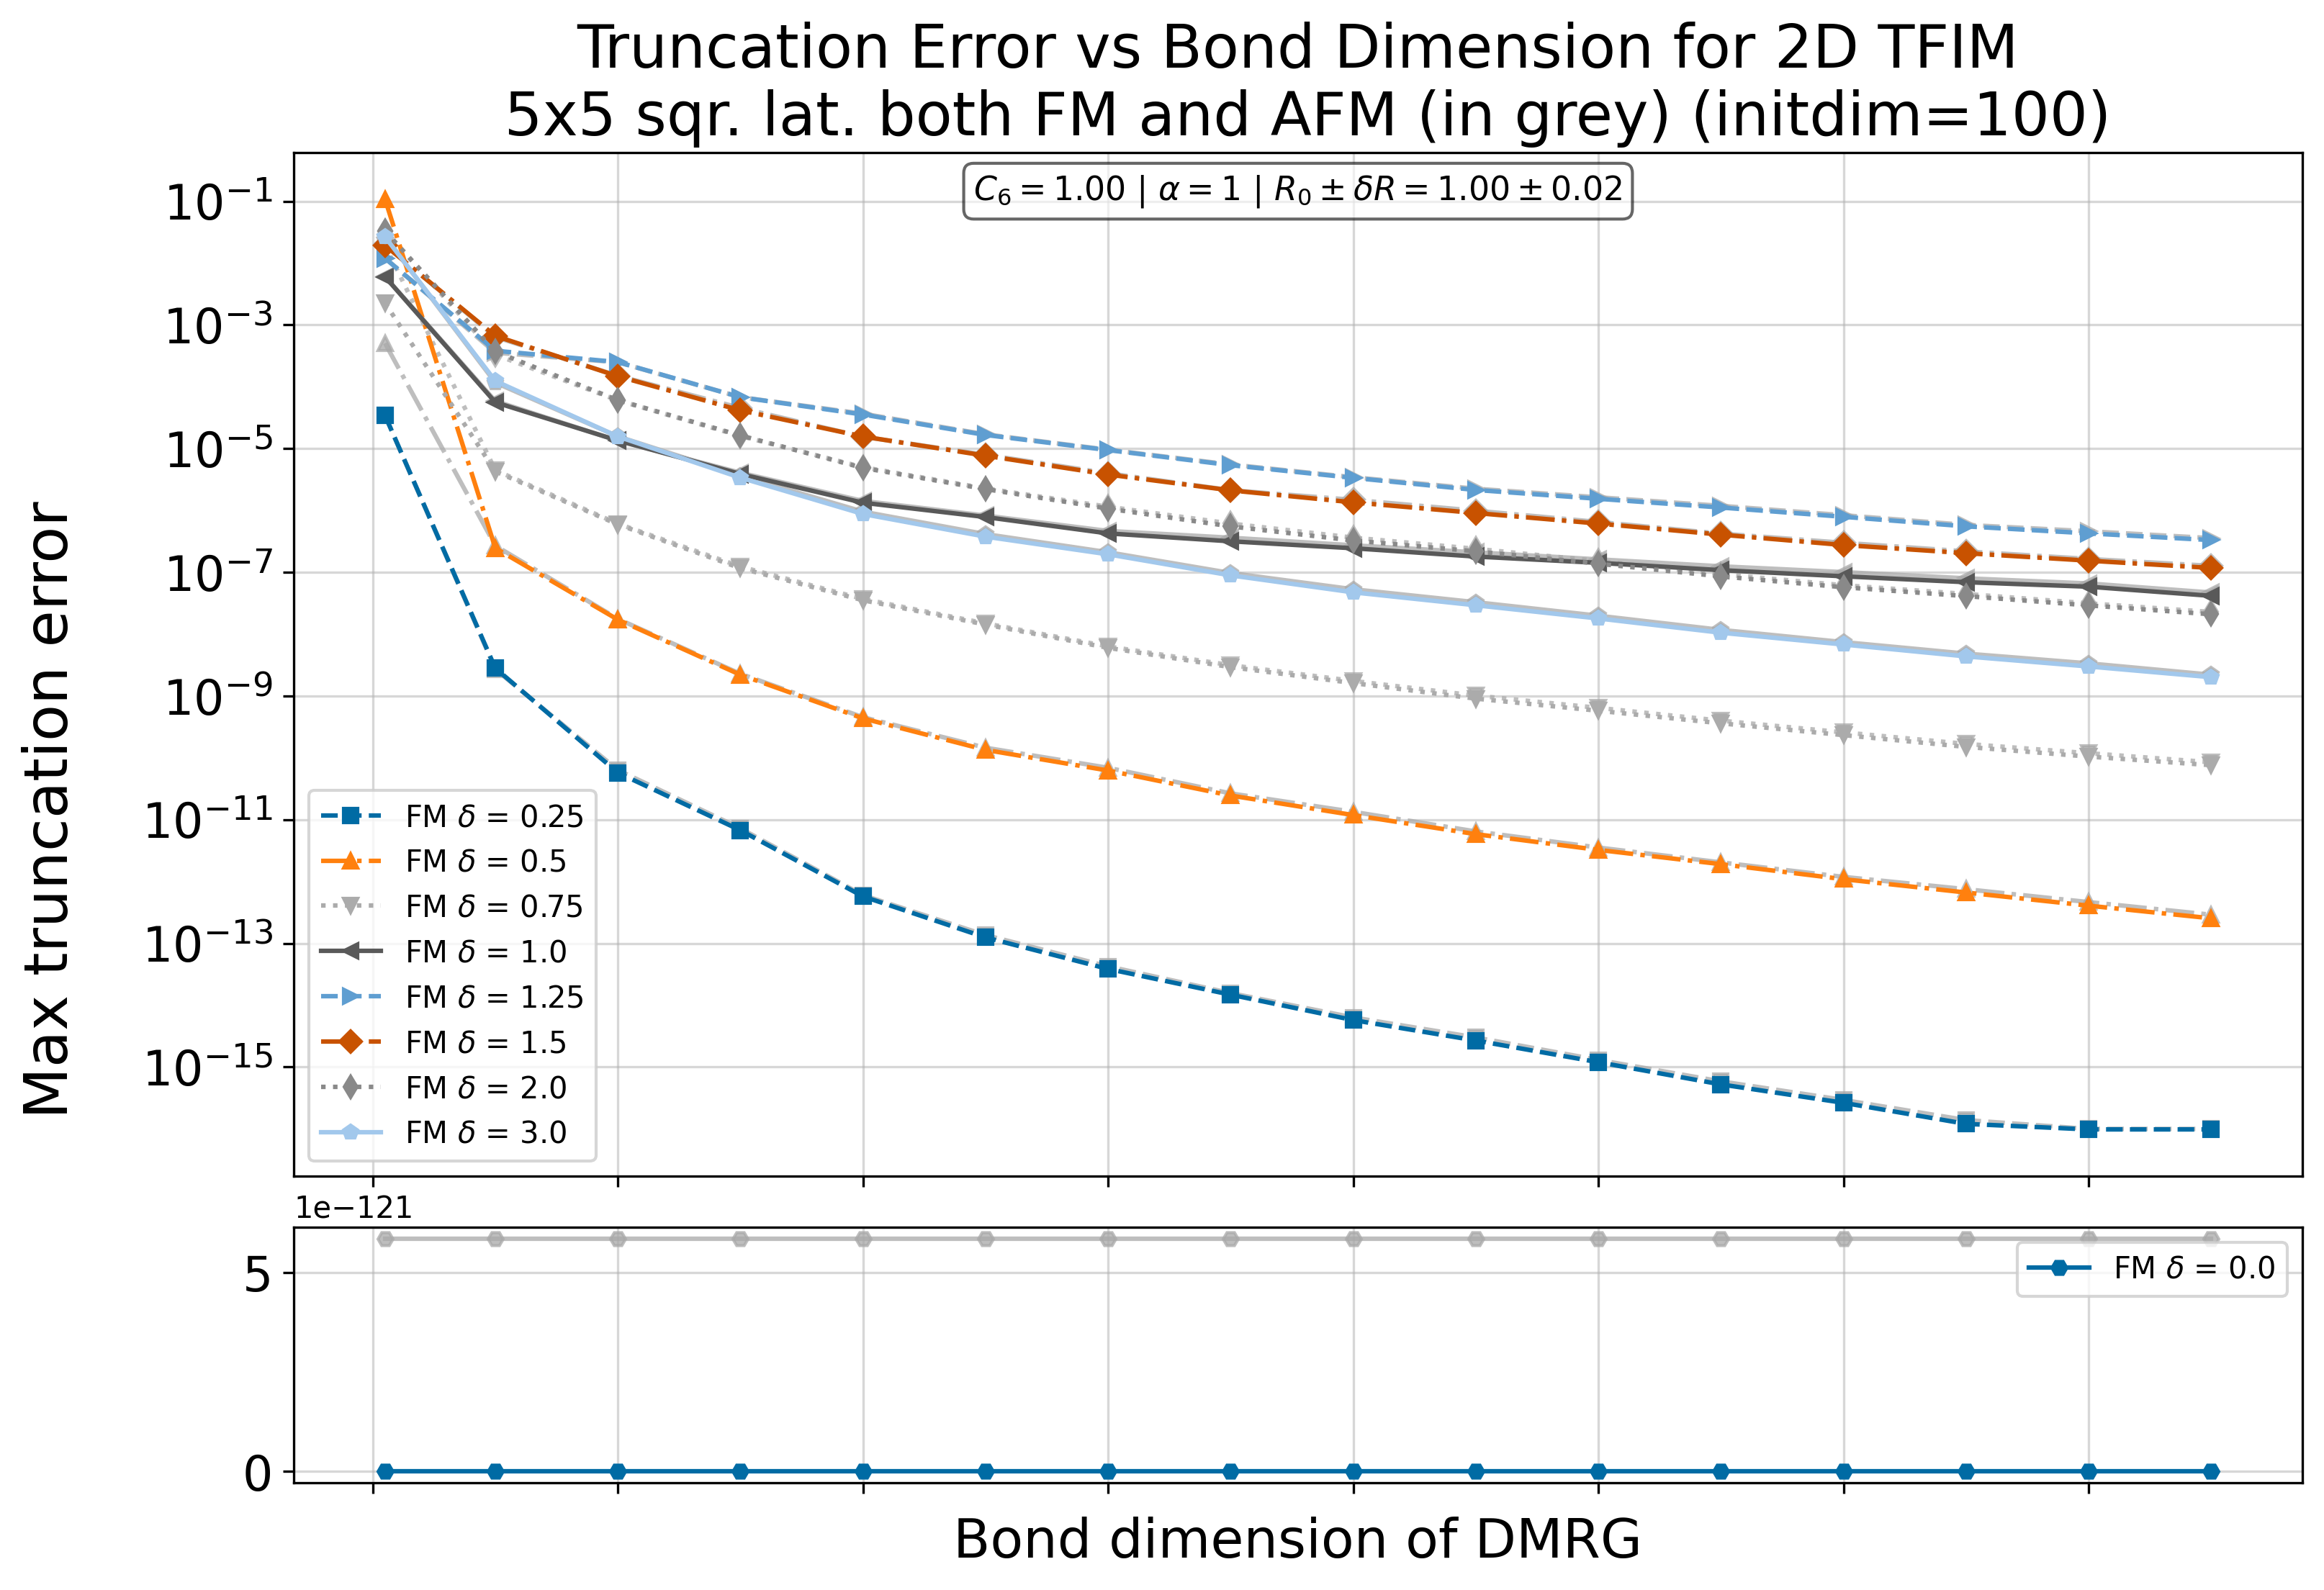 Truncation Error vs Bond Dimension for 2D TFIM
5x5 sqr. lat. both FM and AFM (in grey) (initdim=100)
C₆ = 1.00 | α = 1 | R₀ ± δR = 1.00 ± 0.02
Max truncation error
10⁻¹
10⁻³
10⁻⁵
10⁻⁷
10⁻⁹
10⁻¹¹
10⁻¹³
10⁻¹⁵
FM δ = 0.25
FM δ = 0.5
FM δ = 0.75
FM δ = 1.0
FM δ = 1.25
FM δ = 1.5
FM δ = 2.0
FM δ = 3.0
1e−121
5
0
FM δ = 0.0
Bond dimension of DMRG